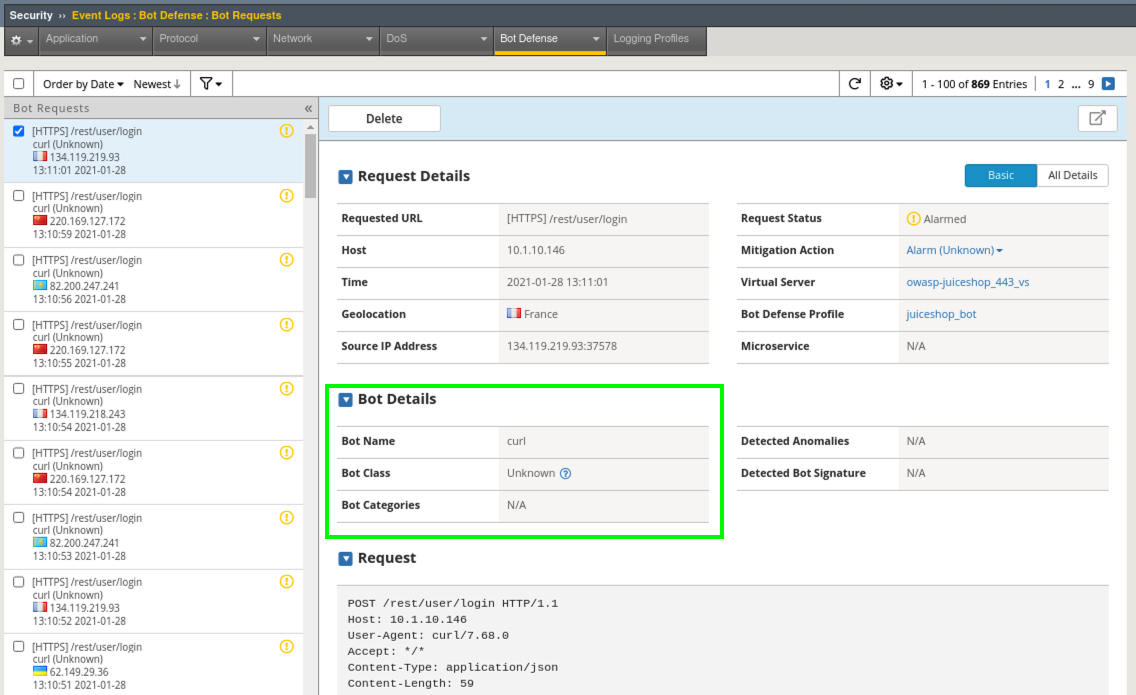 Security ›› Event Logs : Bot Defense : Bot Requests
Application Protocol Network DoS Bot Defense Logging Profiles
Order by Date Newest 1 - 100 of 869 Entries 1 2 ... 9
Bot Requests «
[HTTPS] /rest/user/login
curl (Unknown)
134.119.219.93
13:11:01 2021-01-28
[HTTPS] /rest/user/login
curl (Unknown)
220.169.127.172
13:10:59 2021-01-28
[HTTPS] /rest/user/login
curl (Unknown)
82.200.247.241
13:10:56 2021-01-28
[HTTPS] /rest/user/login
curl (Unknown)
220.169.127.172
13:10:55 2021-01-28
[HTTPS] /rest/user/login
curl (Unknown)
134.119.218.243
13:10:54 2021-01-28
[HTTPS] /rest/user/login
curl (Unknown)
220.169.127.172
13:10:54 2021-01-28
[HTTPS] /rest/user/login
curl (Unknown)
82.200.247.241
13:10:53 2021-01-28
[HTTPS] /rest/user/login
curl (Unknown)
134.119.219.93
13:10:52 2021-01-28
[HTTPS] /rest/user/login
curl (Unknown)
62.149.29.36
13:10:51 2021-01-28
Delete
Request Details Basic All Details
Requested URL [HTTPS] /rest/user/login
Host 10.1.10.146
Time 2021-01-28 13:11:01
Geolocation France
Source IP Address 134.119.219.93:37578
Request Status Alarmed
Mitigation Action Alarm (Unknown)
Virtual Server owasp-juiceshop_443_vs
Bot Defense Profile juiceshop_bot
Microservice N/A
Bot Details
Bot Name curl
Bot Class Unknown
Bot Categories N/A
Detected Anomalies N/A
Detected Bot Signature N/A
Request
POST /rest/user/login HTTP/1.1
Host: 10.1.10.146
User-Agent: curl/7.68.0
Accept: */*
Content-Type: application/json
Content-Length: 59